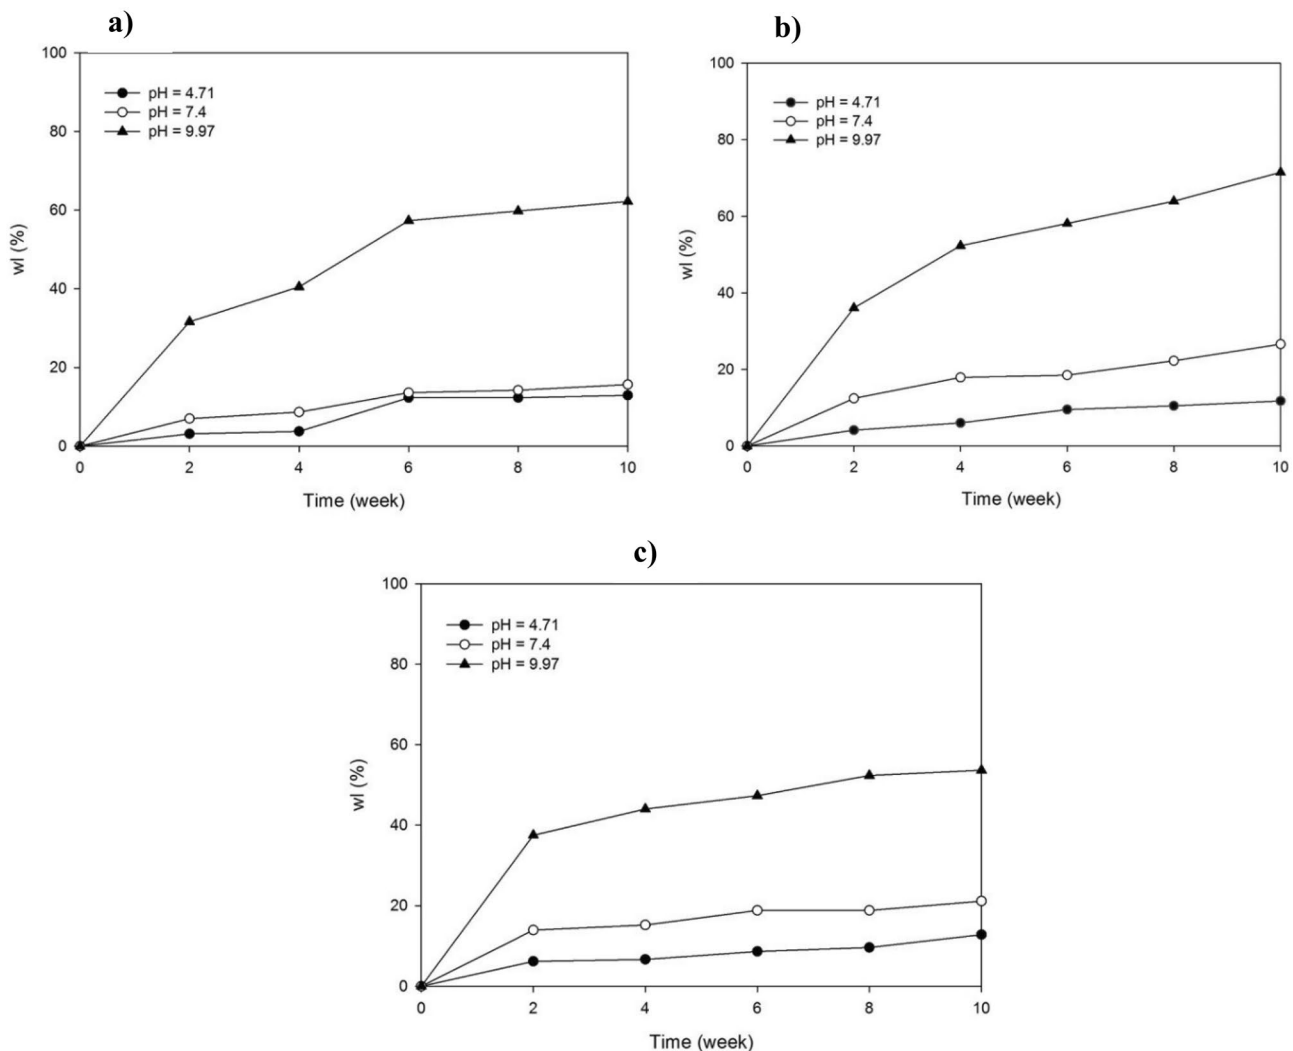 a)
100
80
60
40
20
0
wl (%)
pH = 4.71
pH = 7.4
pH = 9.97
0 2 4 6 8 10
Time (week)
b)
100
80
60
40
20
0
wl (%)
pH = 4.71
pH = 7.4
pH = 9.97
0 2 4 6 8 10
Time (week)
c)
100
80
60
40
20
0
wl (%)
pH = 4.71
pH = 7.4
pH = 9.97
0 2 4 6 8 10
Time (week)